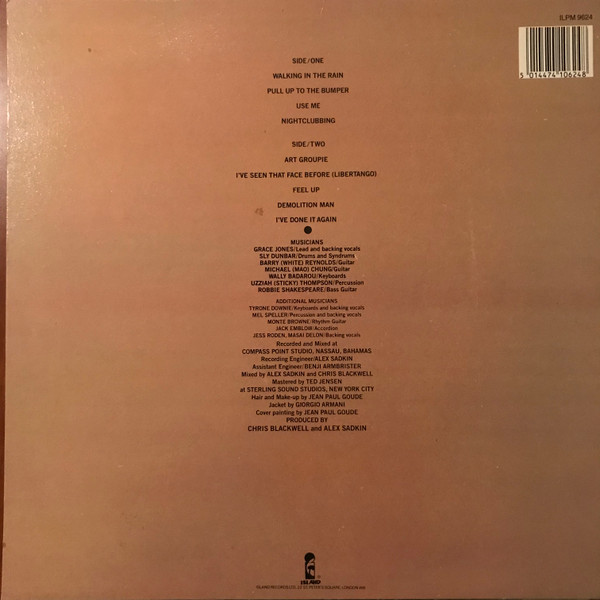 ILPM 9624
5 014474 106248
SIDE/ONE
WALKING IN THE RAIN
PULL UP TO THE BUMPER
USE ME
NIGHTCLUBBING
SIDE/TWO
ART GROUPIE
I'VE SEEN THAT FACE BEFORE (LIBERTANGO)
FEEL UP
DEMOLITION MAN
I'VE DONE IT AGAIN
MUSICIANS
GRACE JONES/Lead and backing vocals
SLY DUNBAR/Drums and Syndrums
BARRY (WHITE) REYNOLDS/Guitar
MICHAEL (MAO) CHUNG/Guitar
WALLY BADAROU/Keyboards
UZZIAH (STICKY) THOMPSON/Percussion
ROBBIE SHAKESPEARE/Bass Guitar
ADDITIONAL MUSICIANS
TYRONE DOWNIE/Keyboards and backing vocals
MEL SPELLER/Percussion and backing vocals
MONTE BROWNE/Rhythm Guitar
JACK EMBLOW/Accordion
JESS RODEN, MASAI DELON/Backing vocals
Recorded and Mixed at
COMPASS POINT STUDIO, NASSAU, BAHAMAS
Recording Engineer/ALEX SADKIN
Assistant Engineer/BENJI ARMBRISTER
Mixed by ALEX SADKIN and CHRIS BLACKWELL
Mastered by TED JENSEN
at STERLING SOUND STUDIOS, NEW YORK CITY
Hair and Make-up by JEAN PAUL GOUDE
Jacket by GIORGIO ARMANI
Cover painting by JEAN PAUL GOUDE
PRODUCED BY
CHRIS BLACKWELL and ALEX SADKIN
ISLAND